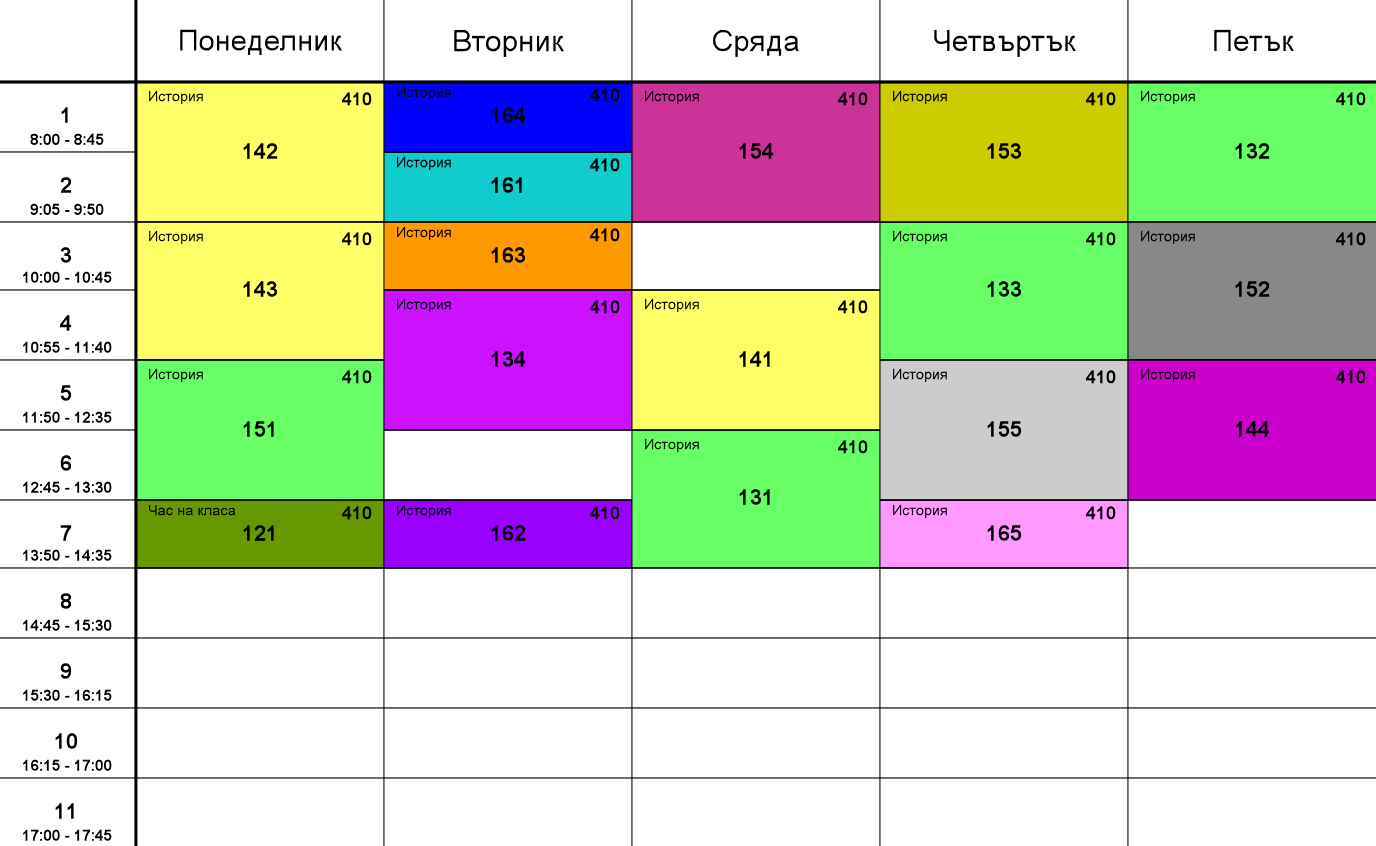 Понеделник Вторник Сряда Четвъртък Петък
1
8:00 - 8:45
История 410
142
История 410
164
История 410
154
История 410
153
История 410
132
2
9:05 - 9:50
История 410
161
3
10:00 - 10:45
История 410
143
История 410
163
История 410
133
История 410
152
4
10:55 - 11:40
История 410
134
История 410
141
5
11:50 - 12:35
История 410
151
История 410
155
История 410
144
6
12:45 - 13:30
История 410
131
7
13:50 - 14:35
Час на класа 410
121
История 410
162
История 410
165
8
14:45 - 15:30
9
15:30 - 16:15
10
16:15 - 17:00
11
17:00 - 17:45